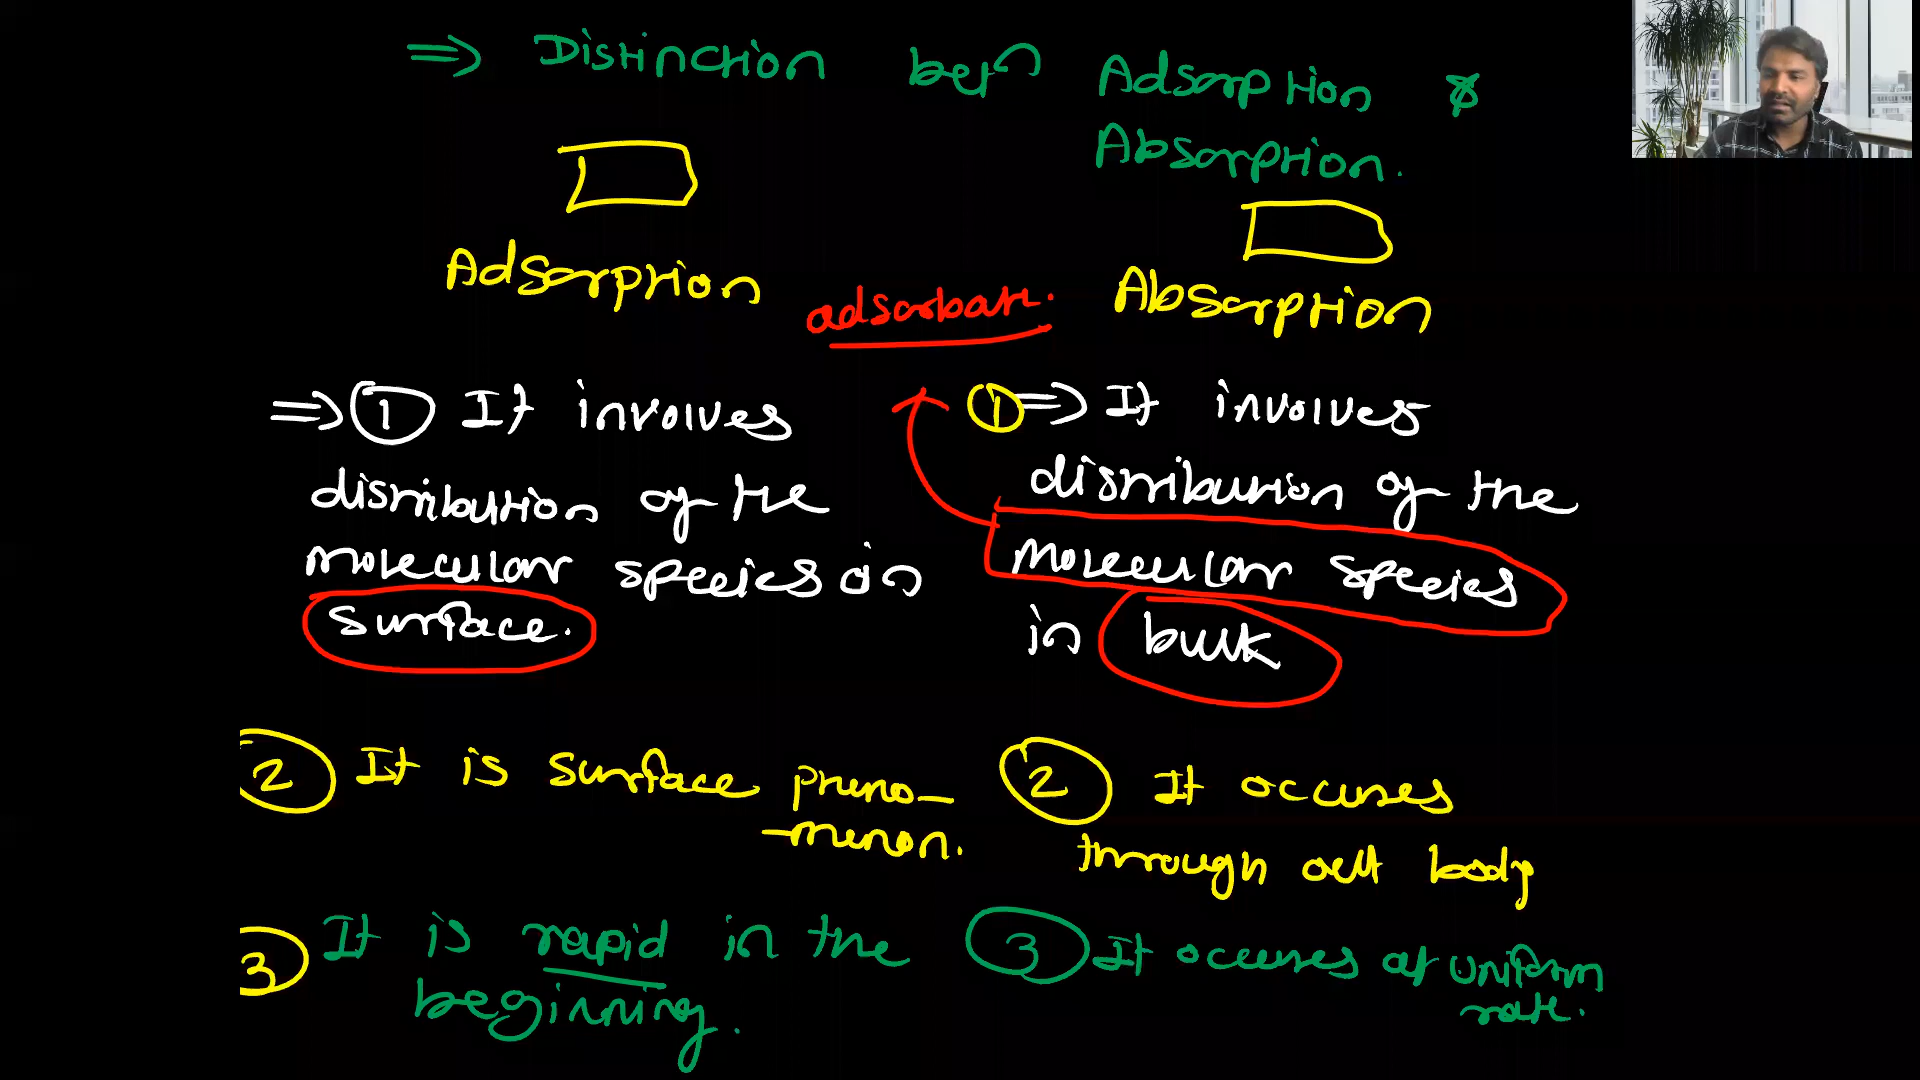 ⇒ Distinction betn Adsorption &
Absorption.
Adsorption
adsorbate.
Absorption
⇒ 1 It involves
distribution of the
molecular species in
surface.
1 ⇒ It involves
distribution of the
molecular species
in bulk
2 It is surface pheno-
-menon.
2 It occures
through out body
3 It is rapid in the
beginning.
3 It occures at uniform
rate.